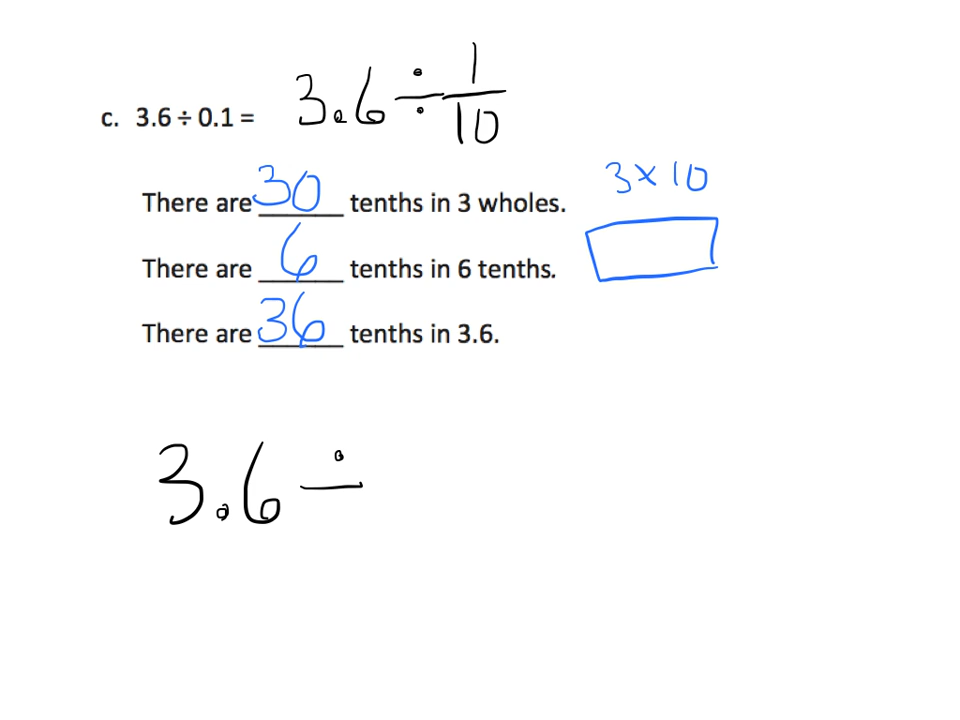 c. 3.6 ÷ 0.1 = 3.6 ÷ 1/10
3 × 10
There are 30 tenths in 3 wholes.
There are 6 tenths in 6 tenths.
There are 36 tenths in 3.6.
3.6 ÷